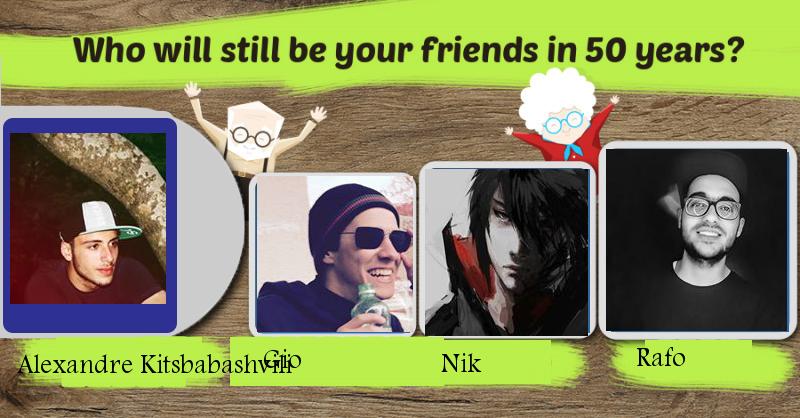 Who will still be your friends in 50 years?
Alexandre Kitsbabashvili
Gio
Nik
Rafo